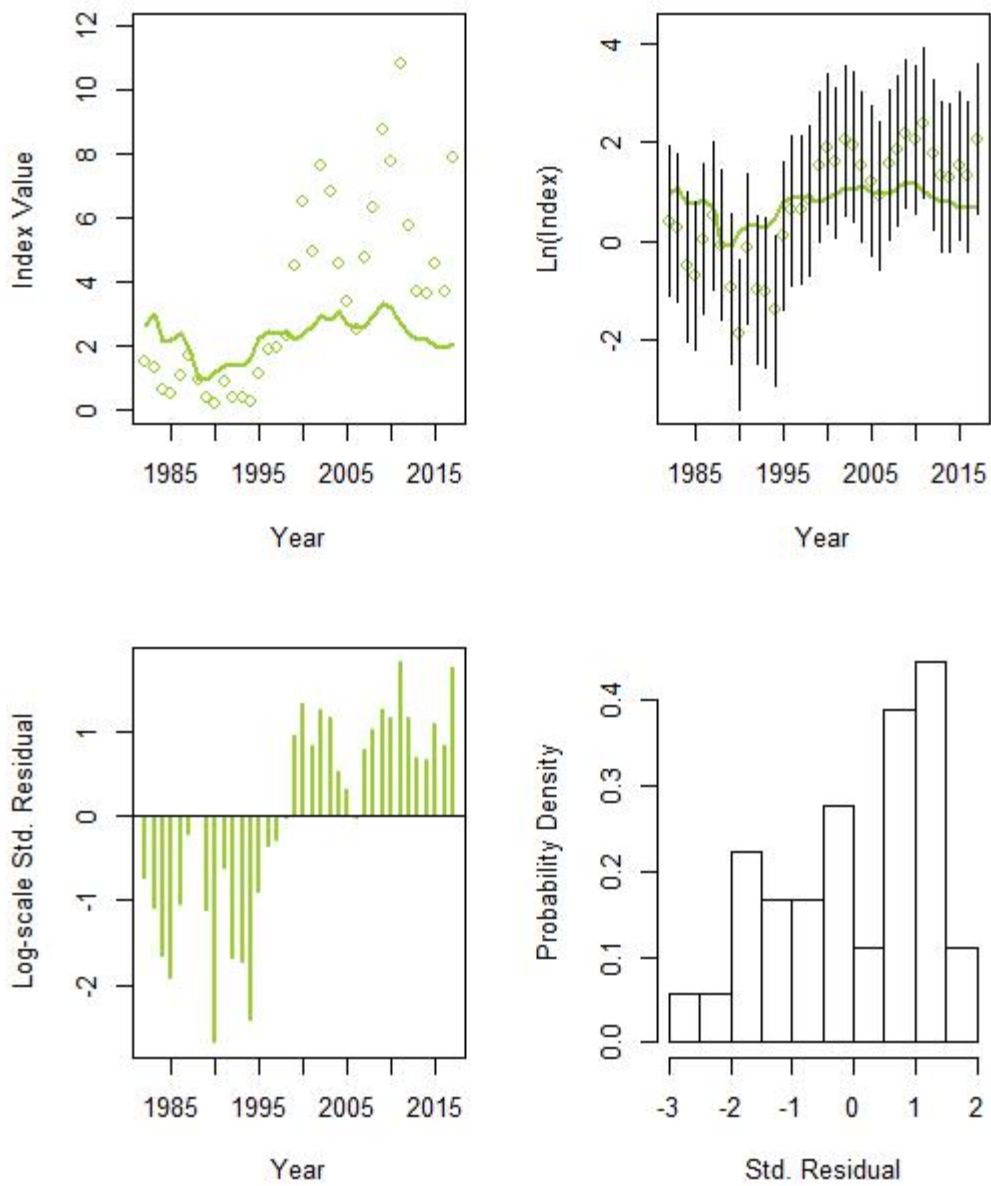 Index Value
0 2 4 6 8 10 12
1985 1995 2005 2015
Year
Ln(Index)
-2 0 2 4
1985 1995 2005 2015
Year
Log-scale Std. Residual
-2 -1 0 1
1985 1995 2005 2015
Year
Probability Density
0.0 0.1 0.2 0.3 0.4
-3 -2 -1 0 1 2
Std. Residual